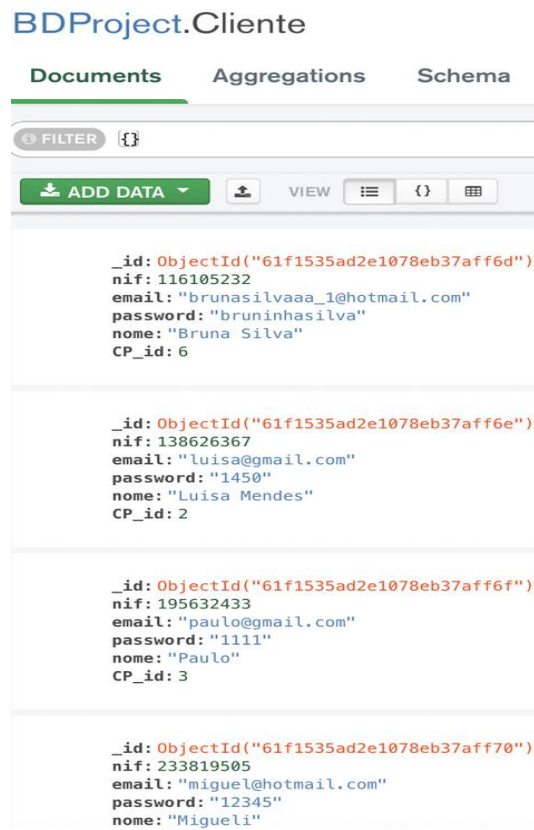 BDProject.Cliente
Documents Aggregations Schema
FILTER {}
ADD DATA VIEW {}
_id: ObjectId("61f1535ad2e1078eb37aff6d")
nif: 116105232
email: "brunasilvaaa_1@hotmail.com"
password: "bruninhasilva"
nome: "Bruna Silva"
CP_id: 6
_id: ObjectId("61f1535ad2e1078eb37aff6e")
nif: 138626367
email: "luisa@gmail.com"
password: "1450"
nome: "Luisa Mendes"
CP_id: 2
_id: ObjectId("61f1535ad2e1078eb37aff6f")
nif: 195632433
email: "paulo@gmail.com"
password: "1111"
nome: "Paulo"
CP_id: 3
_id: ObjectId("61f1535ad2e1078eb37aff70")
nif: 233819505
email: "miguel@hotmail.com"
password: "12345"
nome: "Migueli"